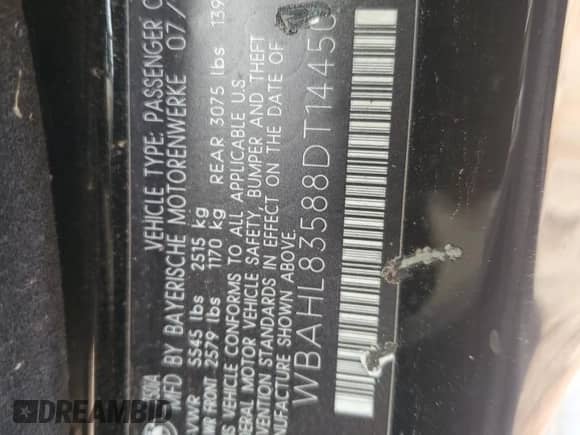 VEHICLE TYPE: PASSENGER C
MFD BY BAYERISCHE MOTORENWERKE 07/
GVWR 5545 lbs 2515 kg
GAWR FRONT 2579 lbs 1170 kg REAR 3075 lbs 139
THIS VEHICLE CONFORMS TO ALL APPLICABLE U.S.
FEDERAL MOTOR VEHICLE SAFETY, BUMPER AND THEFT
PREVENTION STANDARDS IN EFFECT ON THE DATE OF
MANUFACTURE SHOWN ABOVE.
WBAHL83588DT14450
DREAMBID